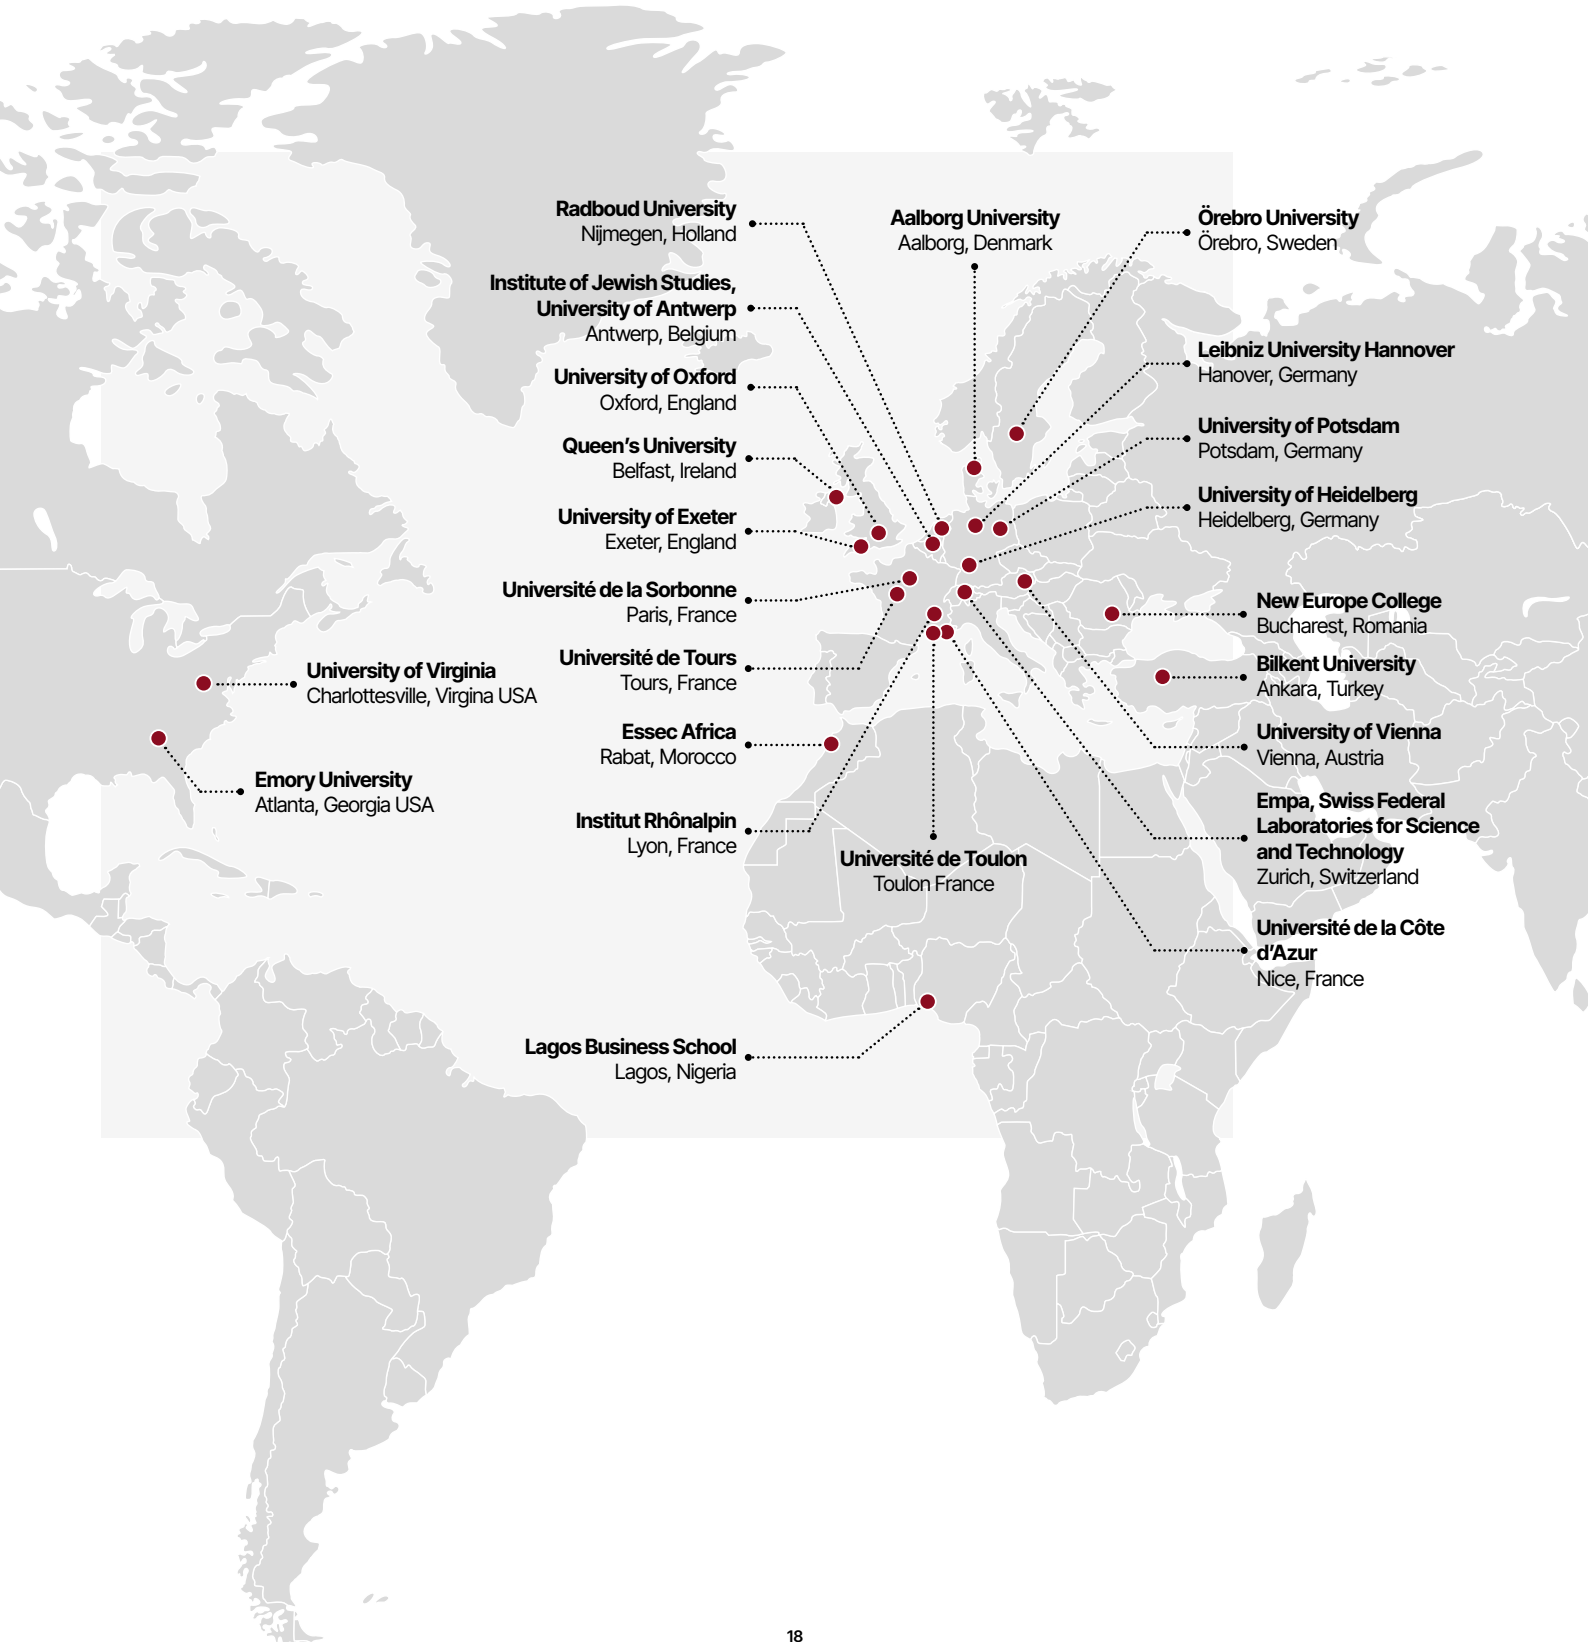 Radboud University
Nijmegen, Holland
Institute of Jewish Studies,
University of Antwerp
Antwerp, Belgium
University of Oxford
Oxford, England
Queen's University
Belfast, Ireland
University of Exeter
Exeter, England
Université de la Sorbonne
Paris, France
Université de Tours
Tours, France
Essec Africa
Rabat, Morocco
Institut Rhônalpin
Lyon, France
Lagos Business School
Lagos, Nigeria
University of Virginia
Charlottesville, Virgina USA
Emory University
Atlanta, Georgia USA
Aalborg University
Aalborg, Denmark
Université de Toulon
Toulon France
Örebro University
Örebro, Sweden
Leibniz University Hannover
Hanover, Germany
University of Potsdam
Potsdam, Germany
University of Heidelberg
Heidelberg, Germany
New Europe College
Bucharest, Romania
Bilkent University
Ankara, Turkey
University of Vienna
Vienna, Austria
Empa, Swiss Federal
Laboratories for Science
and Technology
Zurich, Switzerland
Université de la Côte
d'Azur
Nice, France
18